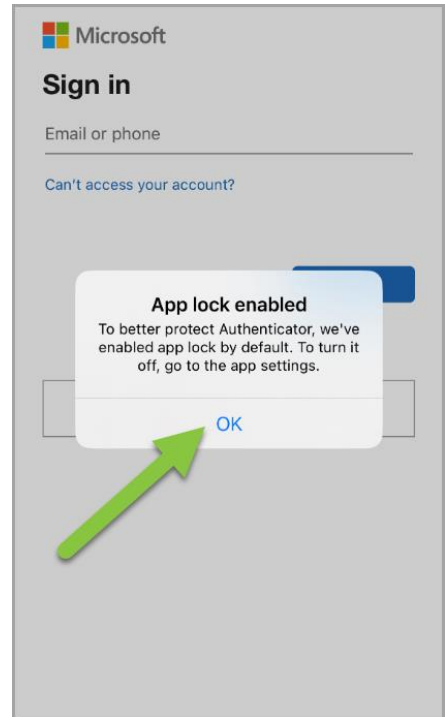 Microsoft
Sign in
Email or phone
Can't access your account?
App lock enabled
To better protect Authenticator, we've
enabled app lock by default. To turn it
off, go to the app settings.
OK